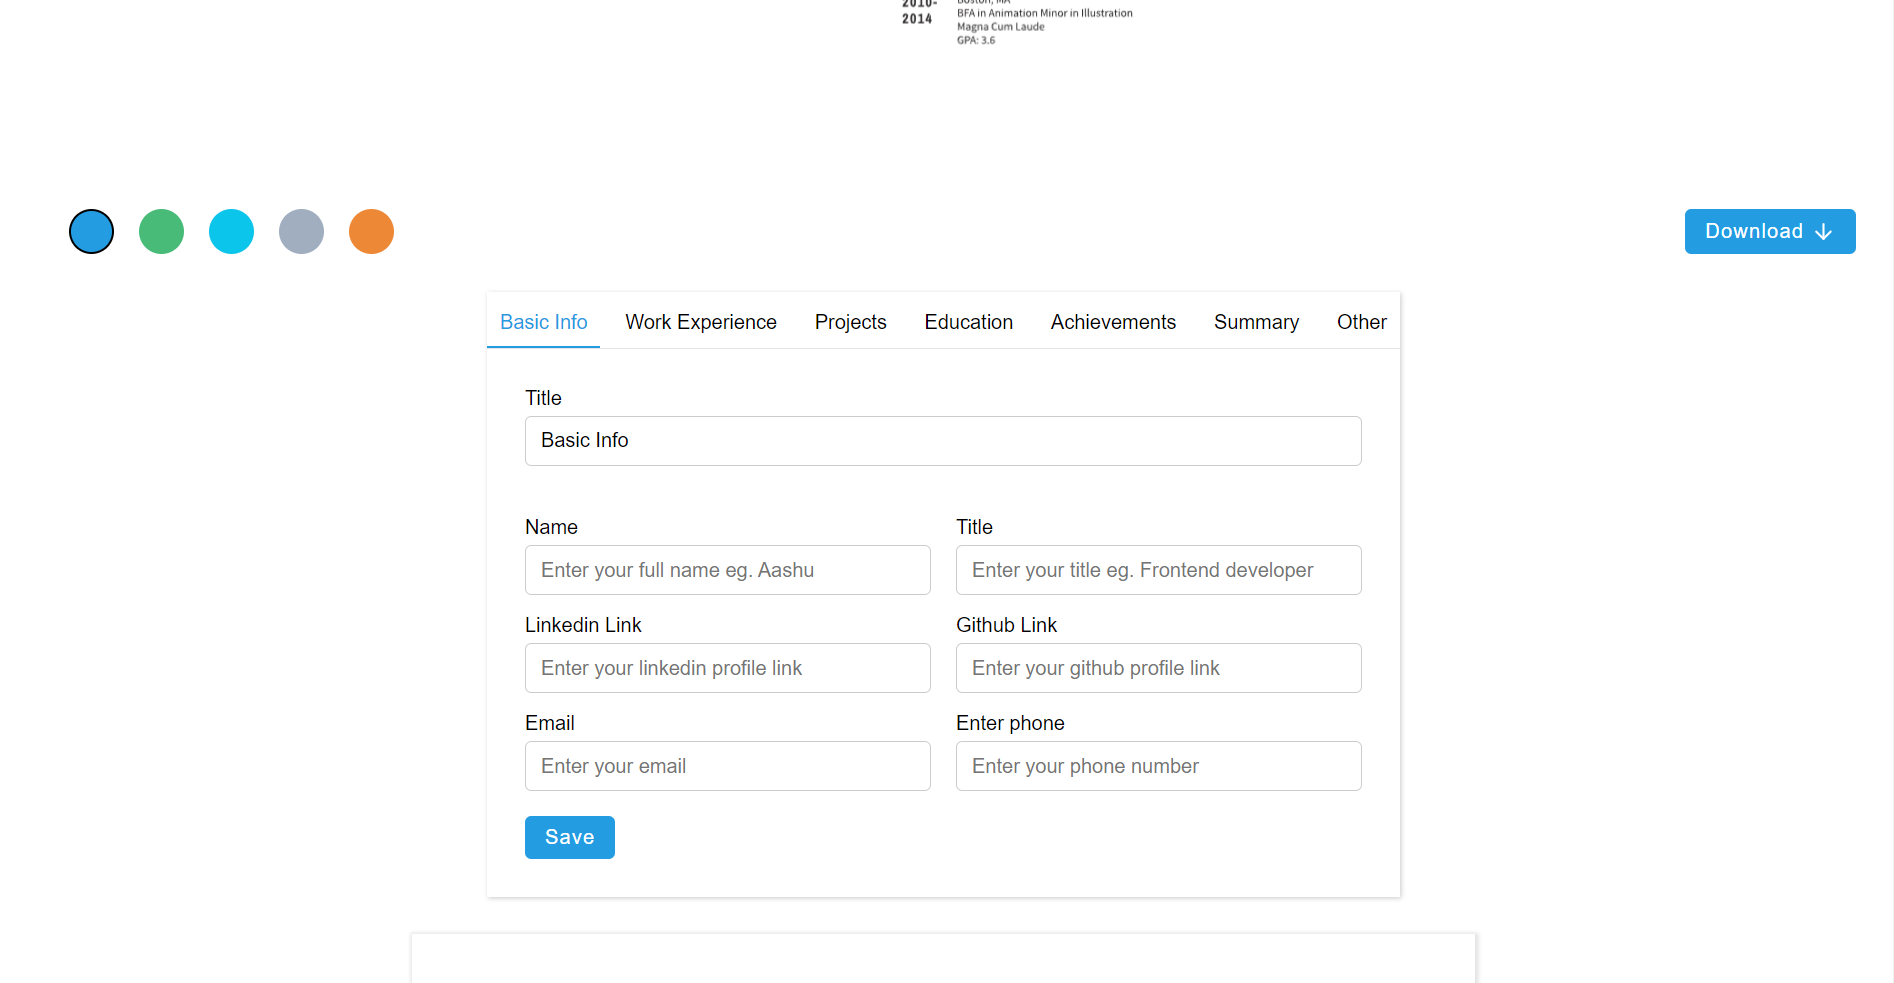 2010-
2014
Boston, MA
BFA in Animation Minor in Illustration
Magna Cum Laude
GPA: 3.6
Download
Basic Info Work Experience Projects Education Achievements Summary Other
Title
Basic Info
Name Title
Enter your full name eg. Aashu Enter your title eg. Frontend developer
Linkedin Link Github Link
Enter your linkedin profile link Enter your github profile link
Email Enter phone
Enter your email Enter your phone number
Save